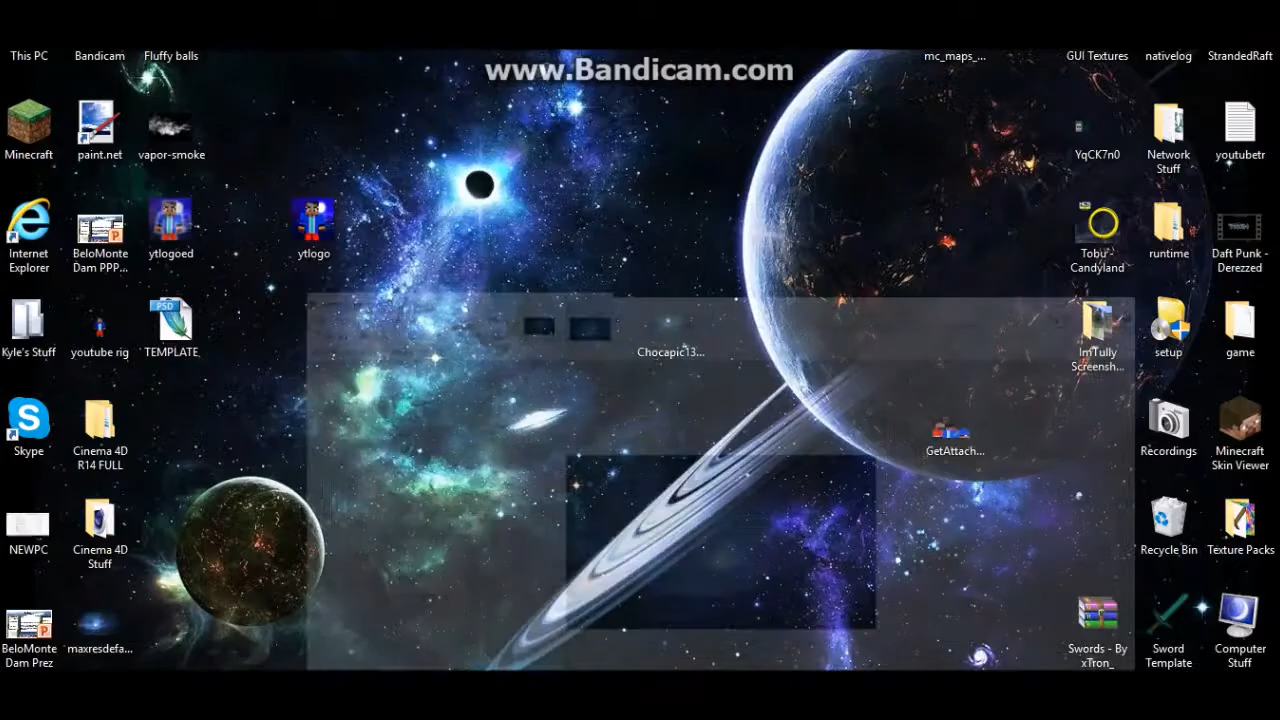 www.Bandicam.com
This PC
Bandicam
Fluffy balls
mc_maps_...
GUI Textures
nativelog
StrandedRaft
Minecraft
paint.net
vapor-smoke
YqCK7n0
Network
Stuff
youtubetr
Internet
Explorer
BeloMonte
Dam PPP...
ytlogoed
ytlogo
Tobu -
Candyland
runtime
Daft Punk -
Derezzed
PSD
Kyle's Stuff
youtube rig
TEMPLATE
Chocapic13...
ImTully
Screensh...
setup
game
Skype
Cinema 4D
R14 FULL
GetAttach...
Recordings
Minecraft
Skin Viewer
NEWPC
Cinema 4D
Stuff
Recycle Bin
Texture Packs
BeloMonte
Dam Prez
maxresdefa...
Swords - By
xTron_
Sword
Template
Computer
Stuff